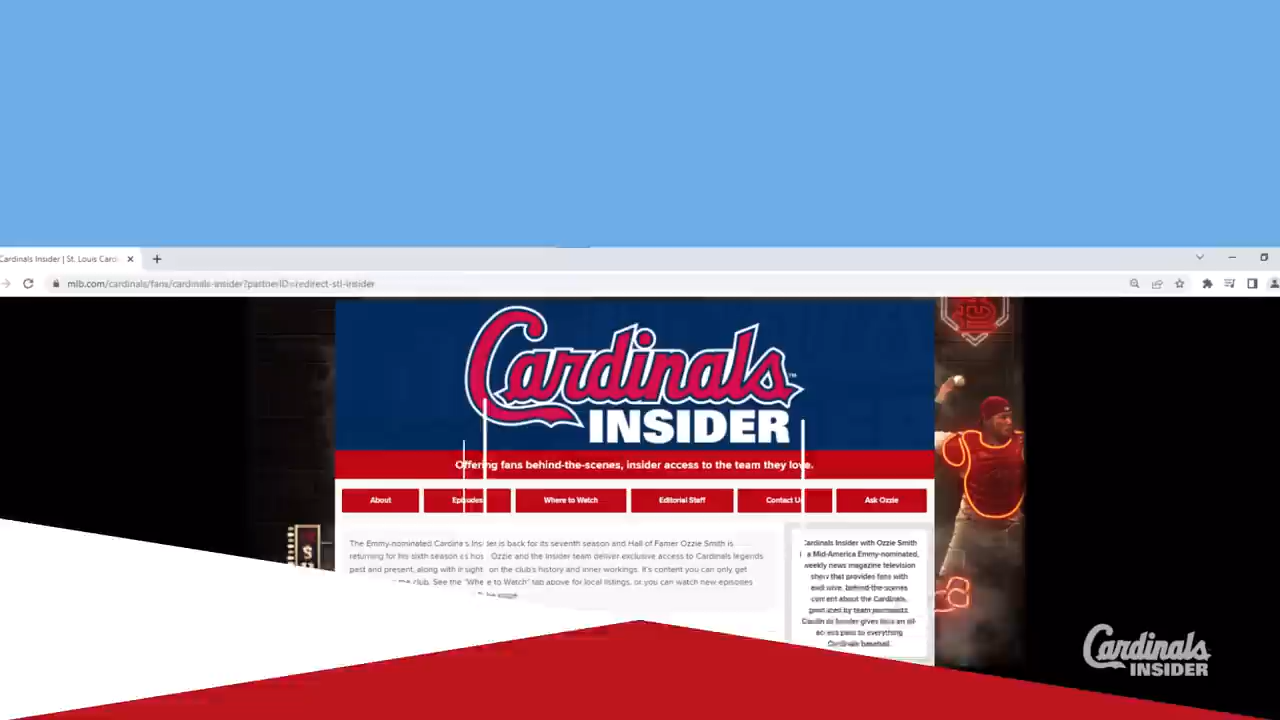 Cardinals Insider | St. Louis Card
mlb.com/cardinals/fans/cardinals-insider?partnerID=redirect-stl-insider
Cardinals
INSIDER
Offering fans behind-the-scenes, insider access to the team they love.
About
Episodes
Where to Watch
Editorial Staff
Contact U
Ask Ozzie
The Emmy-nominated Cardinals Insider is back for its seventh season and Hall of Famer Ozzie Smith is
returning for his sixth season as host. Ozzie and the Insider team deliver exclusive access to Cardinals legends
past and present, along with insight on the club's history and inner workings. It's content you can only get
the club. See the "Where to Watch" tab above for local listings, or you can watch new episodes
Cardinals Insider with Ozzie Smith
a Mid-America Emmy-nominated,
weekly news magazine television
show that provides fans with
exclusive, behind-the-scenes
content about the Cardinals,
produced by team journalists.
Cardinals Insider gives fans an all-
access pass to everything
Cardinals baseball.
Cardinals
INSIDER